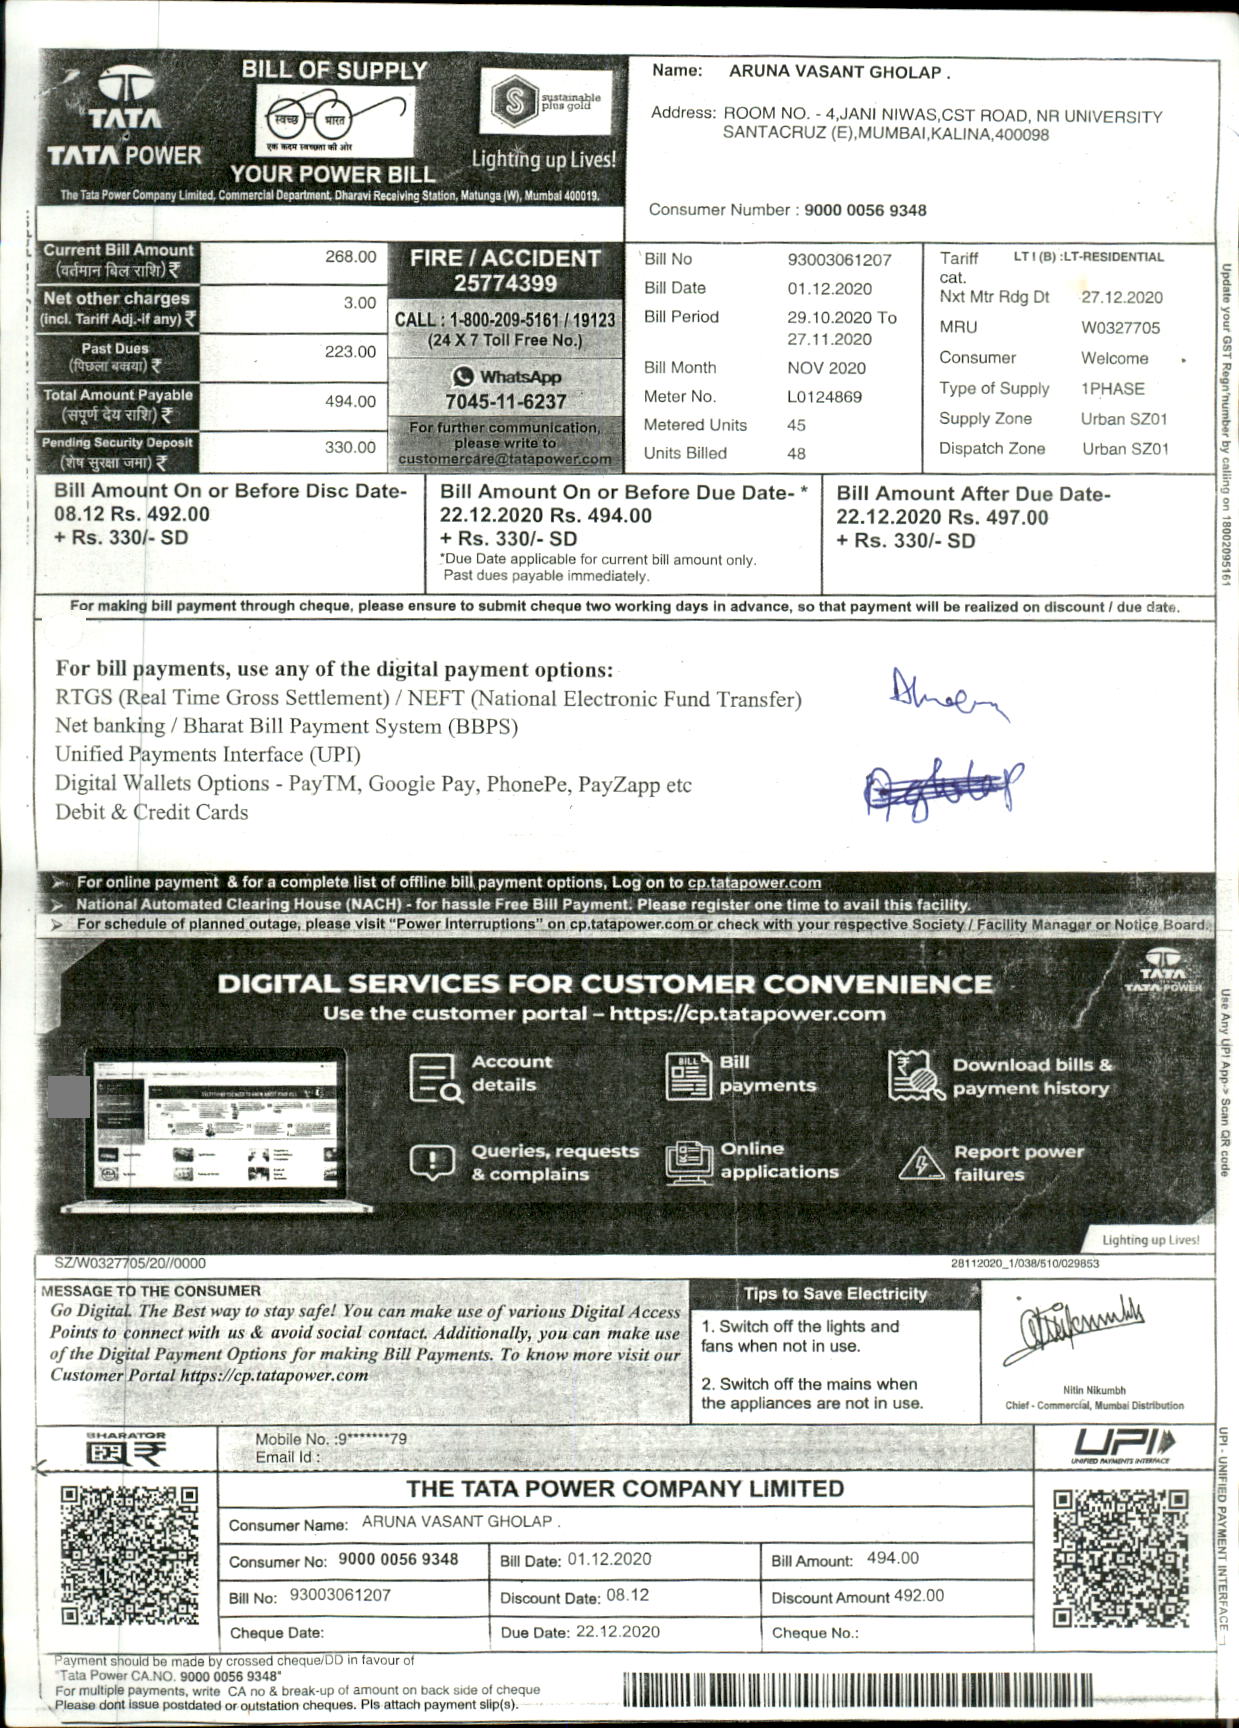 TATA
TATA POWER
BILL OF SUPPLY
स्वच्छ भारत
एक कदम स्वच्छता की ओर
YOUR POWER BILL
S sustainable plus gold
Lighting up Lives!
The Tata Power Company Limited, Commercial Department, Dharavi Receiving Station, Matunga (W), Mumbai 400019.
Name: ARUNA VASANT GHOLAP .
Address: ROOM NO. - 4,JANI NIWAS,CST ROAD, NR UNIVERSITY
SANTACRUZ (E),MUMBAI,KALINA,400098
Consumer Number : 9000 0056 9348
Current Bill Amount 268.00
(वर्तमान बिल राशि) ₹
Net other charges 3.00
(incl. Tariff Adj.-if any) ₹
Past Dues 223.00
(पिछला बकाया) ₹
Total Amount Payable 494.00
(संपूर्ण देय राशि) ₹
Pending Security Deposit 330.00
(शेष सुरक्षा जमा) ₹
FIRE / ACCIDENT
25774399
CALL : 1-800-209-5161 / 19123
(24 X 7 Toll Free No.)
WhatsApp
7045-11-6237
For further communication,
please write to
customercare@tatapower.com
Bill No 93003061207
Bill Date 01.12.2020
Bill Period 29.10.2020 To
27.11.2020
Bill Month NOV 2020
Meter No. L0124869
Metered Units 45
Units Billed 48
Tariff LT I (B) :LT-RESIDENTIAL
cat.
Nxt Mtr Rdg Dt 27.12.2020
MRU W0327705
Consumer Welcome
Type of Supply 1PHASE
Supply Zone Urban SZ01
Dispatch Zone Urban SZ01
Update your GST Regn'number by calling on 18002095161
Bill Amount On or Before Disc Date-
08.12 Rs. 492.00
+ Rs. 330/- SD
Bill Amount On or Before Due Date- *
22.12.2020 Rs. 494.00
+ Rs. 330/- SD
*Due Date applicable for current bill amount only.
Past dues payable immediately.
Bill Amount After Due Date-
22.12.2020 Rs. 497.00
+ Rs. 330/- SD
For making bill payment through cheque, please ensure to submit cheque two working days in advance, so that payment will be realized on discount / due date.
For bill payments, use any of the digital payment options:
RTGS (Real Time Gross Settlement) / NEFT (National Electronic Fund Transfer)
Net banking / Bharat Bill Payment System (BBPS)
Unified Payments Interface (UPI)
Digital Wallets Options - PayTM, Google Pay, PhonePe, PayZapp etc
Debit & Credit Cards
For online payment & for a complete list of offline bill payment options, Log on to cp.tatapower.com
National Automated Clearing House (NACH) - for hassle Free Bill Payment. Please register one time to avail this facility.
For schedule of planned outage, please visit "Power Interruptions" on cp.tatapower.com or check with your respective Society / Facility Manager or Notice Board.
DIGITAL SERVICES FOR CUSTOMER CONVENIENCE
Use the customer portal – https://cp.tatapower.com
TATA
TATA POWER
Account details
BILL
Bill payments
Download bills & payment history
Queries, requests & complains
Online applications
Report power failures
Lighting up Lives!
Use Any UPI App-> Scan QR code
SZ/W0327705/20//0000
28112020_1/038/510/029853
MESSAGE TO THE CONSUMER
Go Digital. The Best way to stay safe! You can make use of various Digital Access
Points to connect with us & avoid social contact. Additionally, you can make use
of the Digital Payment Options for making Bill Payments. To know more visit our
Customer Portal https://cp.tatapower.com
Tips to Save Electricity
1. Switch off the lights and
fans when not in use.
2. Switch off the mains when
the appliances are not in use.
Nitin Nikumbh
Chief - Commercial, Mumbai Distribution
BHARATQR
Mobile No. :9*******79
Email Id :
UPI
UNIFIED PAYMENTS INTERFACE
THE TATA POWER COMPANY LIMITED
Consumer Name: ARUNA VASANT GHOLAP .
Consumer No: 9000 0056 9348 Bill Date: 01.12.2020 Bill Amount: 494.00
Bill No: 93003061207 Discount Date: 08.12 Discount Amount 492.00
Cheque Date: Due Date: 22.12.2020 Cheque No.:
UPI - UNIFIED PAYMENT INTERFACE
Payment should be made by crossed cheque/DD in favour of
"Tata Power CA.NO. 9000 0056 9348"
For multiple payments, write CA no & break-up of amount on back side of cheque
Please dont issue postdated or outstation cheques. Pls attach payment slip(s).